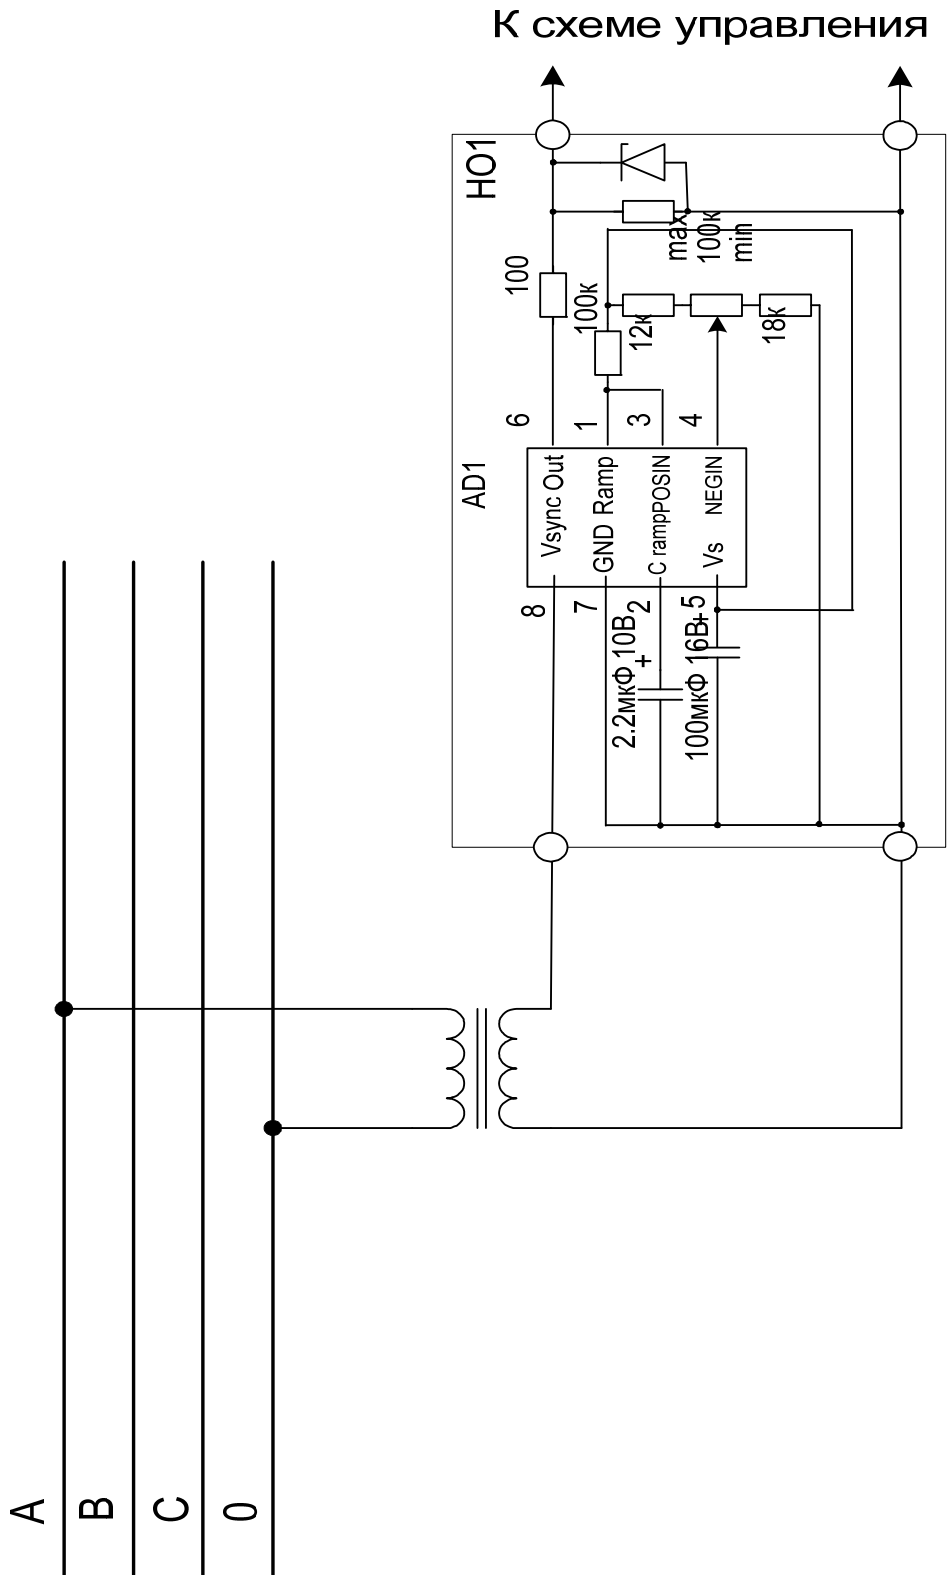 К схеме управления
НО1
max
100к
min
100
100к
12к
18к
6
1
3
4
AD1
Vsync Out
GND Ramp
C rampPOSIN
Vs NEGIN
8
7
2
5
2.2мкФ 10В
+
100мкФ 16В
+
A
B
C
0